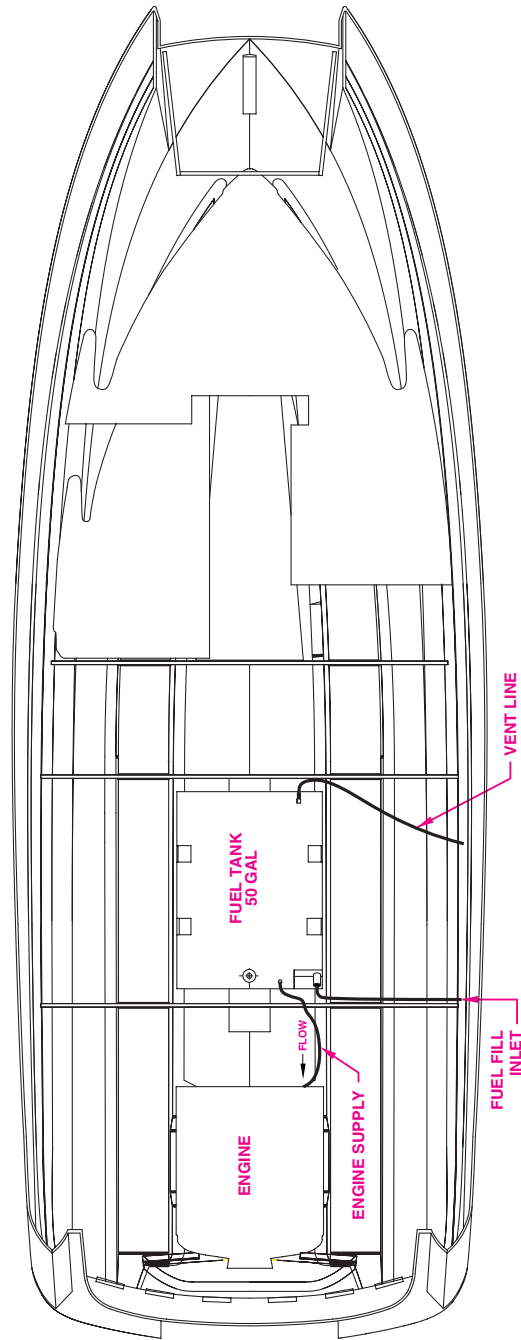 VENT LINE
FUEL TANK
50 GAL
FLOW
FUEL FILL
INLET
ENGINE
ENGINE SUPPLY